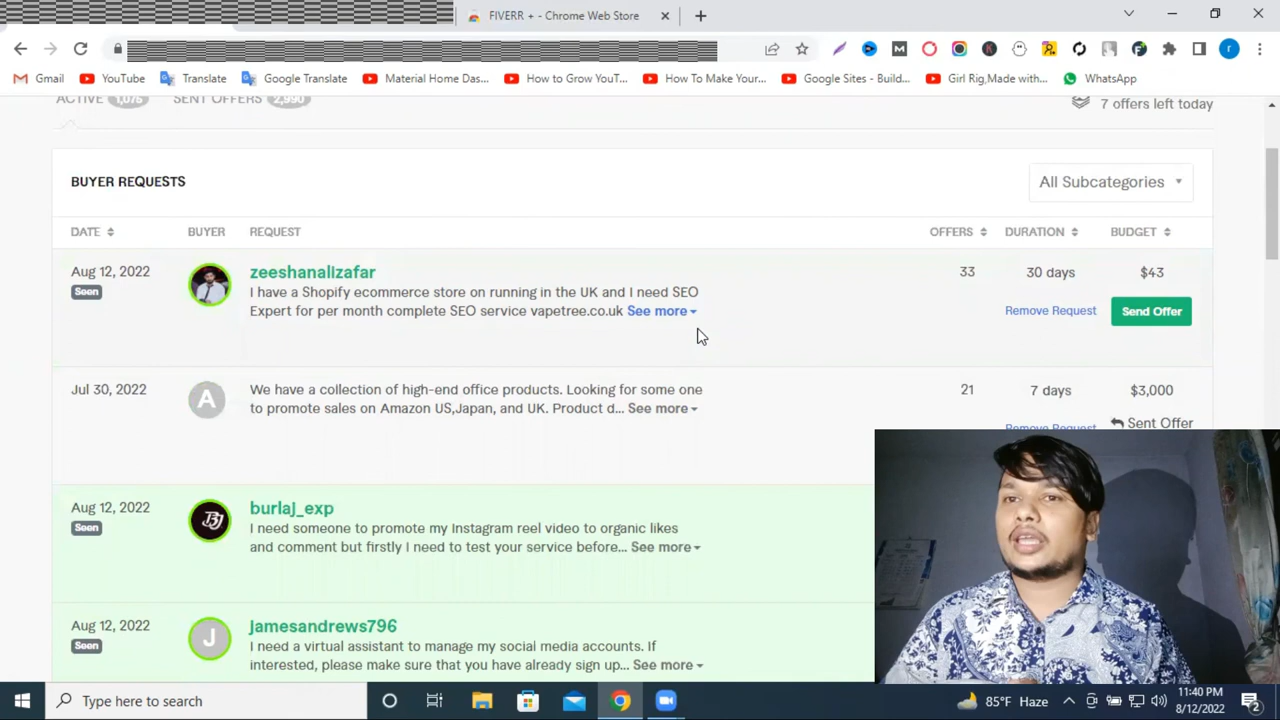 FIVERR + - Chrome Web Store
Gmail
YouTube
Translate
Google Translate
Material Home Das...
How to Grow YouT...
How To Make Your...
Google Sites - Build...
Girl Rig,Made with...
WhatsApp
ACTIVE 1,075 SENT OFFERS 2,990
7 offers left today
BUYER REQUESTS
All Subcategories
DATE BUYER REQUEST OFFERS DURATION BUDGET
Aug 12, 2022
Seen
zeeshanalizafar
I have a Shopify ecommerce store on running in the UK and I need SEO
Expert for per month complete SEO service vapetree.co.uk See more
33 30 days $43
Remove Request Send Offer
Jul 30, 2022
A
We have a collection of high-end office products. Looking for some one
to promote sales on Amazon US,Japan, and UK. Product d... See more
21 7 days $3,000
Remove Request Sent Offer
Aug 12, 2022
Seen
BJ
burlaj_exp
I need someone to promote my Instagram reel video to organic likes
and comment but firstly I need to test your service before... See more
Aug 12, 2022
Seen
J
jamesandrews796
I need a virtual assistant to manage my social media accounts. If
interested, please make sure that you have already sign up... See more
Type here to search
85°F Haze
11:40 PM
8/12/2022
2